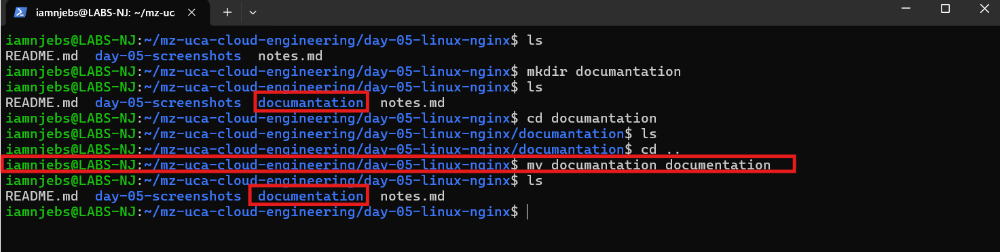 iamnjebs@LABS-NJ: ~/mz-uca
iamnjebs@LABS-NJ:~/mz-uca-cloud-engineering/day-05-linux-nginx$ ls
README.md  day-05-screenshots  notes.md
iamnjebs@LABS-NJ:~/mz-uca-cloud-engineering/day-05-linux-nginx$ mkdir documantation
iamnjebs@LABS-NJ:~/mz-uca-cloud-engineering/day-05-linux-nginx$ ls
README.md  day-05-screenshots  documantation  notes.md
iamnjebs@LABS-NJ:~/mz-uca-cloud-engineering/day-05-linux-nginx$ cd documantation
iamnjebs@LABS-NJ:~/mz-uca-cloud-engineering/day-05-linux-nginx/documantation$ ls
iamnjebs@LABS-NJ:~/mz-uca-cloud-engineering/day-05-linux-nginx/documantation$ cd ..
iamnjebs@LABS-NJ:~/mz-uca-cloud-engineering/day-05-linux-nginx$ mv documantation documentation
iamnjebs@LABS-NJ:~/mz-uca-cloud-engineering/day-05-linux-nginx$ ls
README.md  day-05-screenshots  documentation  notes.md
iamnjebs@LABS-NJ:~/mz-uca-cloud-engineering/day-05-linux-nginx$